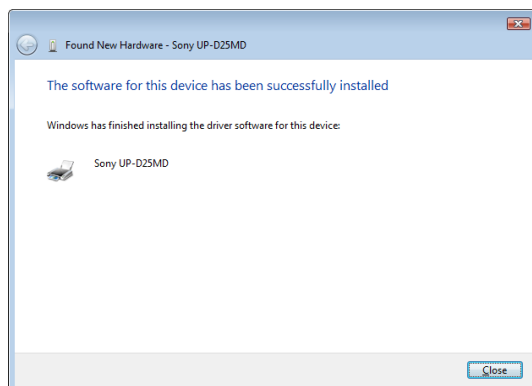 Found New Hardware - Sony UP-D25MD
The software for this device has been successfully installed
Windows has finished installing the driver software for this device:
Sony UP-D25MD
Close